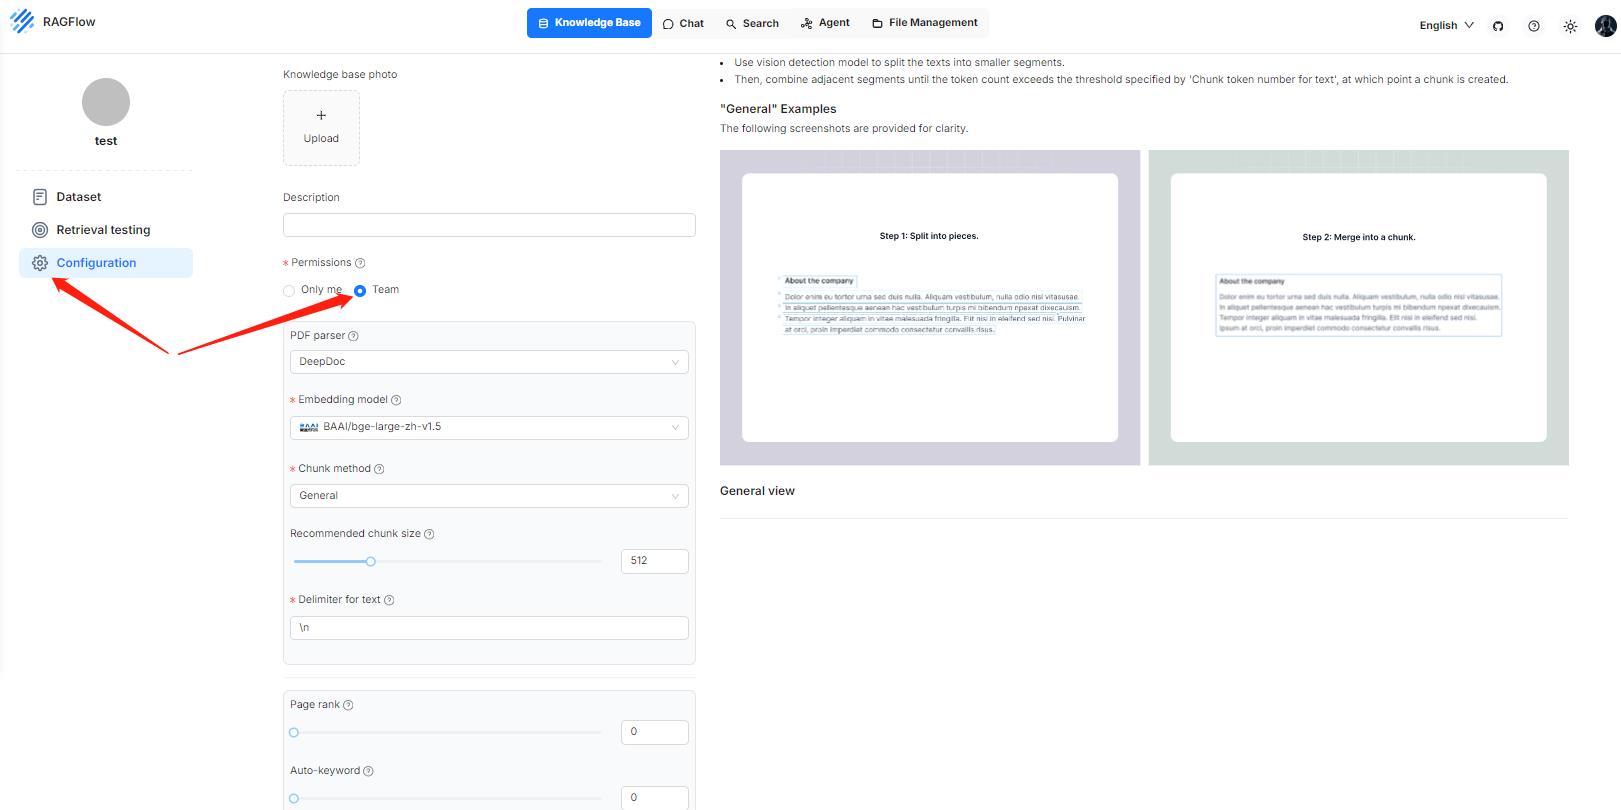 RAGFlow
Knowledge Base
Chat
Search
Agent
File Management
English
test
Dataset
Retrieval testing
Configuration
Knowledge base photo
+
Upload
Description
* Permissions
Only me
Team
PDF parser
DeepDoc
* Embedding model
BAAI BAAI/bge-large-zh-v1.5
* Chunk method
General
Recommended chunk size
512
* Delimiter for text
\n
Page rank
0
Auto-keyword
0
• Use vision detection model to split the texts into smaller segments.
• Then, combine adjacent segments until the token count exceeds the threshold specified by 'Chunk token number for text', at which point a chunk is created.
"General" Examples
The following screenshots are provided for clarity.
Step 1: Split into pieces.
About the company
Dolor enim eu tortor urna sed duis nulla. Aliquam vestibulum, nulla odio nisl vitasusae.
In aliquet pellentesque aenean hac vestibulum turpis mi bibendum npexat dixecauism.
Tempor integer aliquam in vitae malesuada fringilla. Elit nisi in eleifend sed nisi. Pulvinar
at orci, proin imperdiet commodo consectetur convallis risus.
Step 2: Merge into a chunk.
About the company
Dolor enim eu tortor urna sed duis nulla. Aliquam vestibulum, nulla odio nisl vitasusae.
In aliquet pellentesque aenean hac vestibulum turpis mi bibendum npexat dixecauism.
Tempor integer aliquam in vitae malesuada fringilla. Elit nisi in eleifend sed nisi.
Ipsum at orci, proin imperdiet commodo consectetur convallis risus.
General view